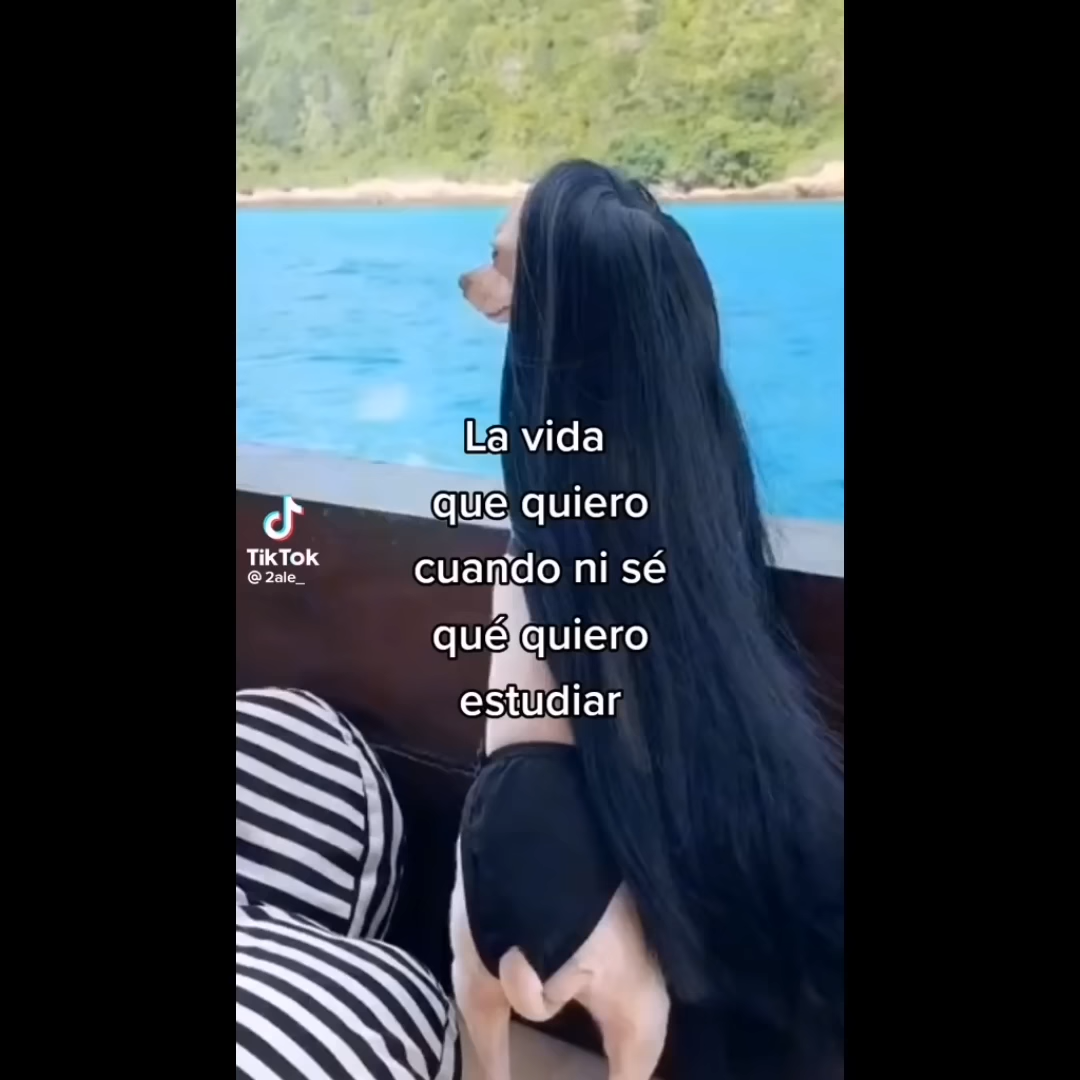 La vida
que quiero
cuando ni sé
qué quiero
estudiar
TikTok
@2ale_